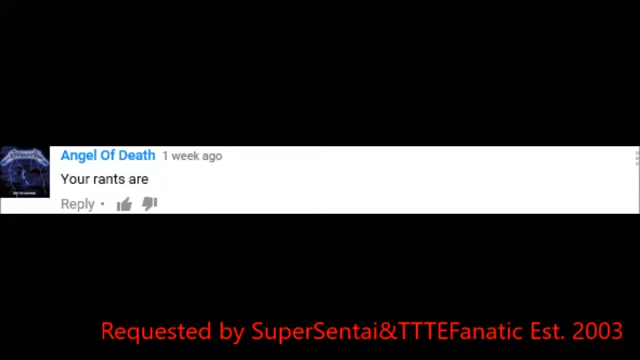 Angel Of Death 1 week ago
Your rants are
Reply •
Requested by SuperSentai&TTTEFanatic Est. 2003